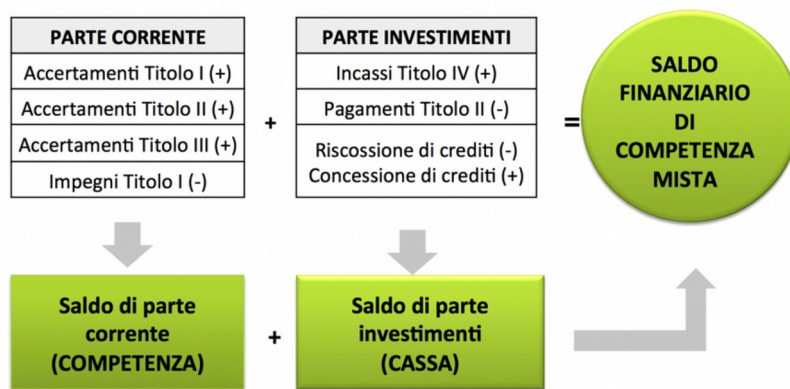 PARTE CORRENTE
Accertamenti Titolo I (+)
Accertamenti Titolo II (+)
Accertamenti Titolo III (+)
Impegni Titolo I (-)
+
PARTE INVESTIMENTI
Incassi Titolo IV (+)
Pagamenti Titolo II (-)
Riscossione di crediti (-)
Concessione di crediti (+)
=
SALDO
FINANZIARIO
DI
COMPETENZA
MISTA
Saldo di parte
corrente
(COMPETENZA)
+
Saldo di parte
investimenti
(CASSA)